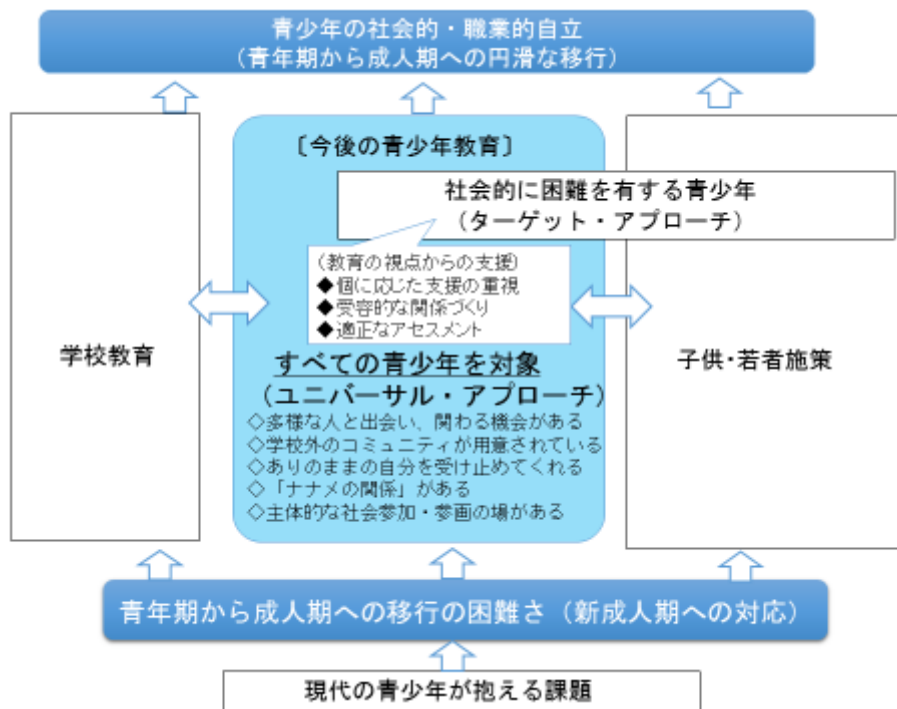 青少年の社会的・職業的自立
（青年期から成人期への円滑な移行）
〔今後の青少年教育〕
社会的に困難を有する青少年
（ターゲット・アプローチ）
（教育の視点からの支援）
◆個に応じた支援の重視
◆受容的な関係づくり
◆適正なアセスメント
学校教育
子供・若者施策
すべての青少年を対象
（ユニバーサル・アプローチ）
◇多様な人と出会い、関わる機会がある
◇学校外のコミュニティが用意されている
◇ありのままの自分を受け止めてくれる
◇「ナナメの関係」がある
◇主体的な社会参加・参画の場がある
青年期から成人期への移行の困難さ（新成人期への対応）
現代の青少年が抱える課題